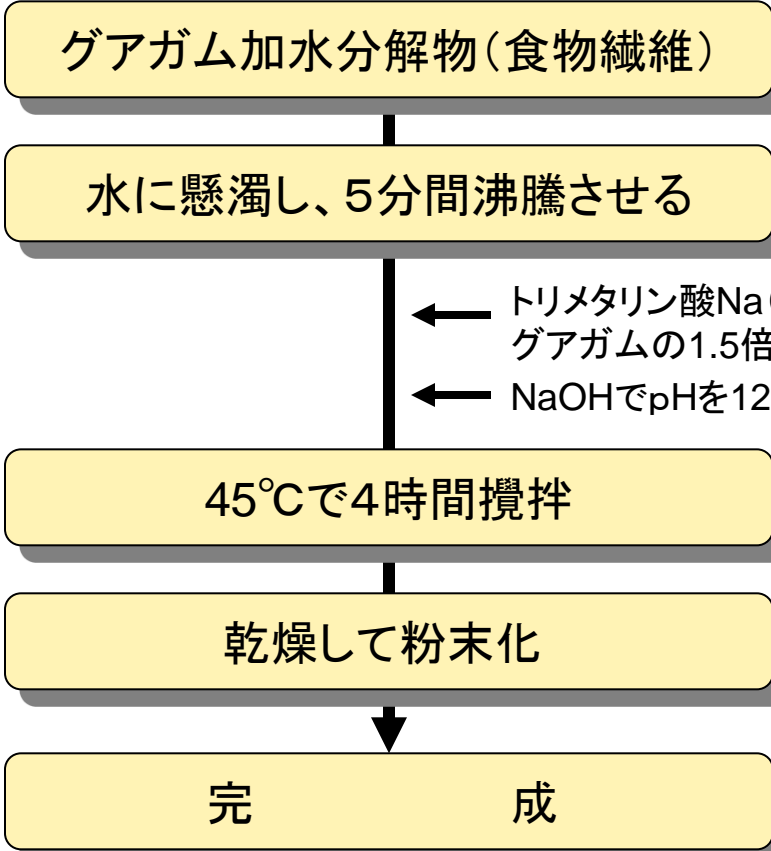 グアガム加水分解物(食物繊維)
水に懸濁し、5分間沸騰させる
トリメタリン酸Na(
グアガムの1.5倍
NaOHでpHを12
45℃で4時間攪拌
乾燥して粉末化
完 成